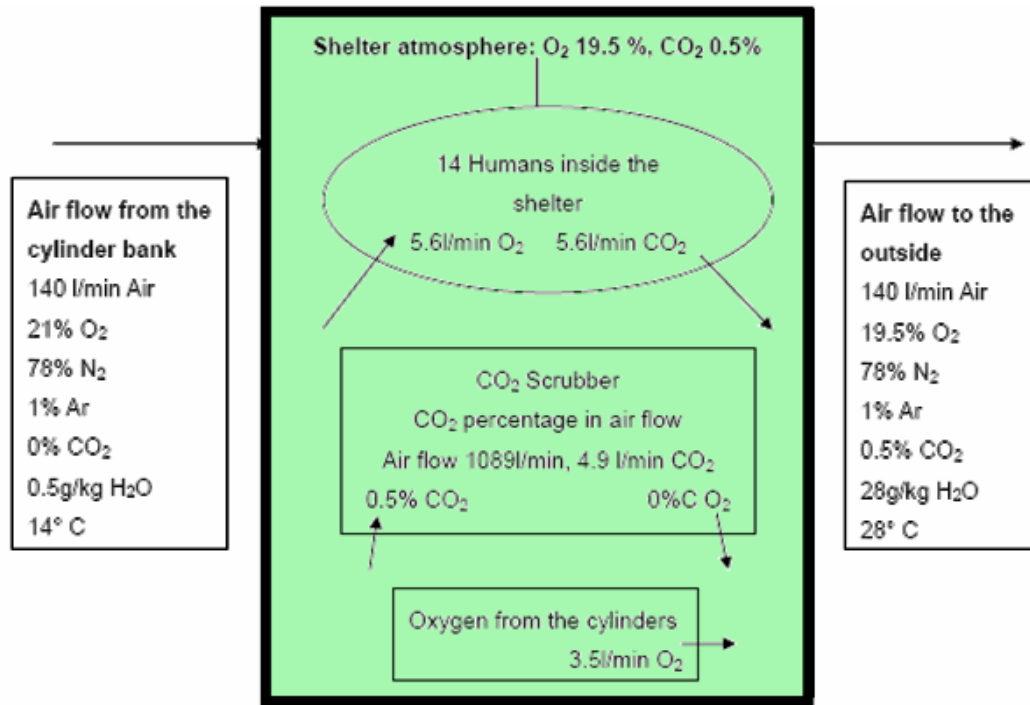 Shelter atmosphere: O₂ 19.5 %, CO₂ 0.5%
14 Humans inside the
shelter
5.6l/min O₂ 5.6l/min CO₂
Air flow from the
cylinder bank
140 l/min Air
21% O₂
78% N₂
1% Ar
0% CO₂
0.5g/kg H₂O
14° C
CO₂ Scrubber
CO₂ percentage in air flow
Air flow 1089l/min, 4.9 l/min CO₂
0.5% CO₂ 0%C O₂
Oxygen from the cylinders
3.5l/min O₂
Air flow to the
outside
140 l/min Air
19.5% O₂
78% N₂
1% Ar
0.5% CO₂
28g/kg H₂O
28° C